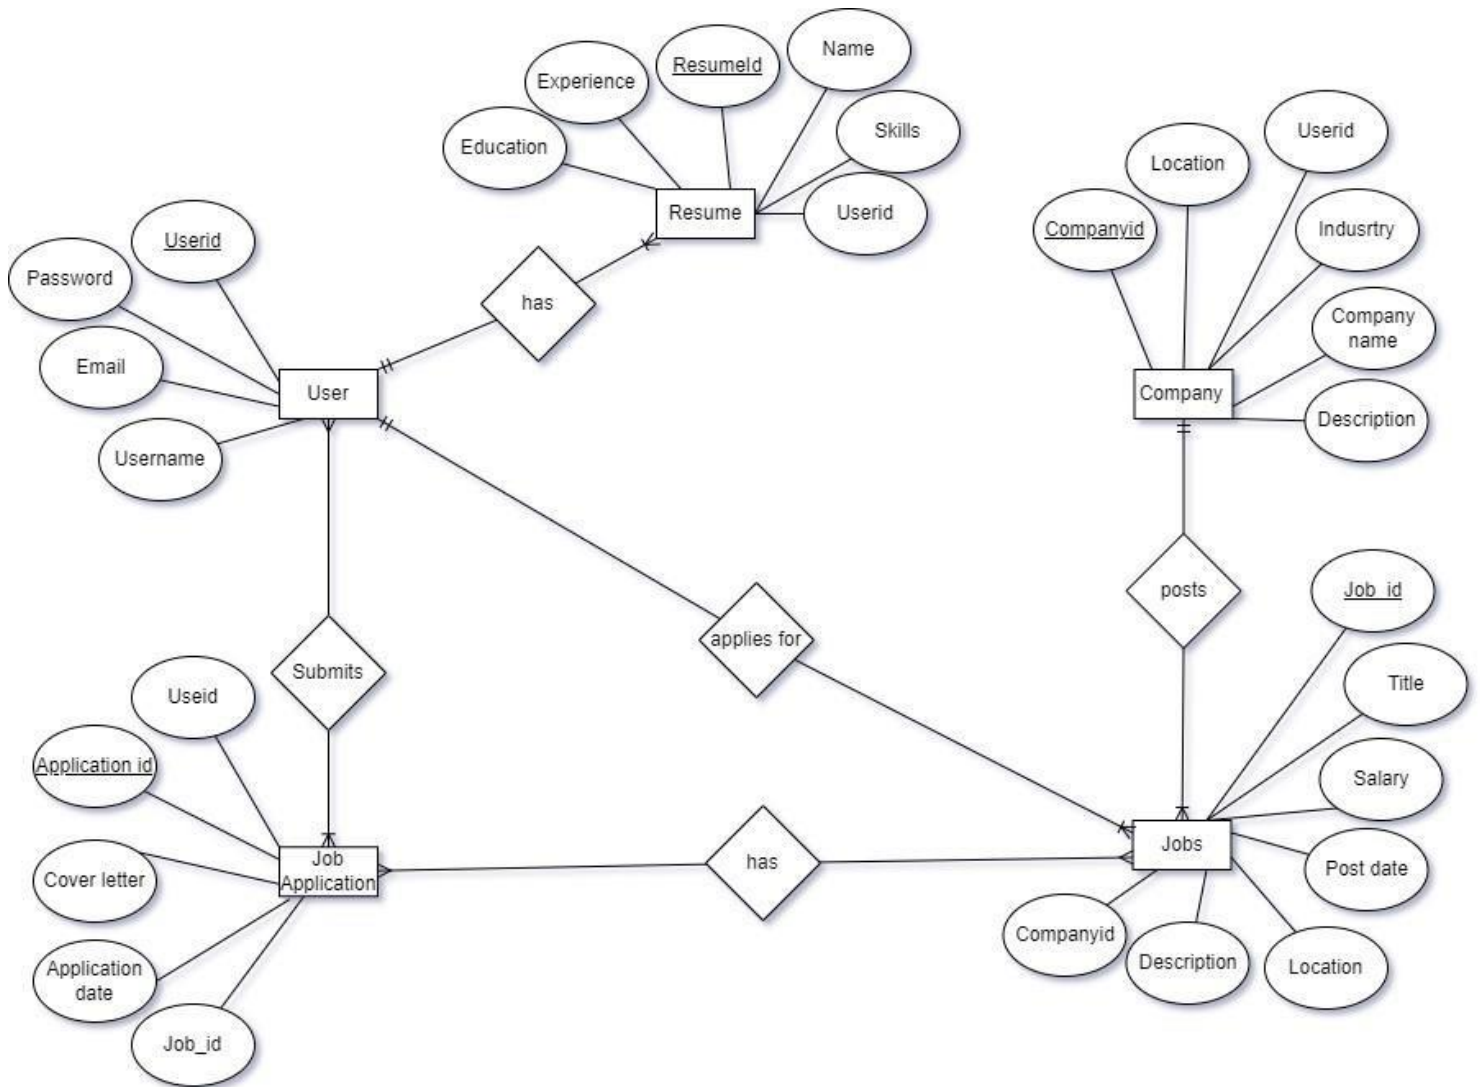 Name
ResumeId
Experience
Skills
Education
Resume
Userid
Userid
Location
Companyid
Indusrtry
Company
name
Company
Description
Userid
Password
Email
User
Username
has
applies for
posts
Job_id
Title
Salary
Jobs
Post date
Companyid
Description
Location
Submits
Useid
Application id
Job
Application
Cover letter
Application
date
Job_id
has